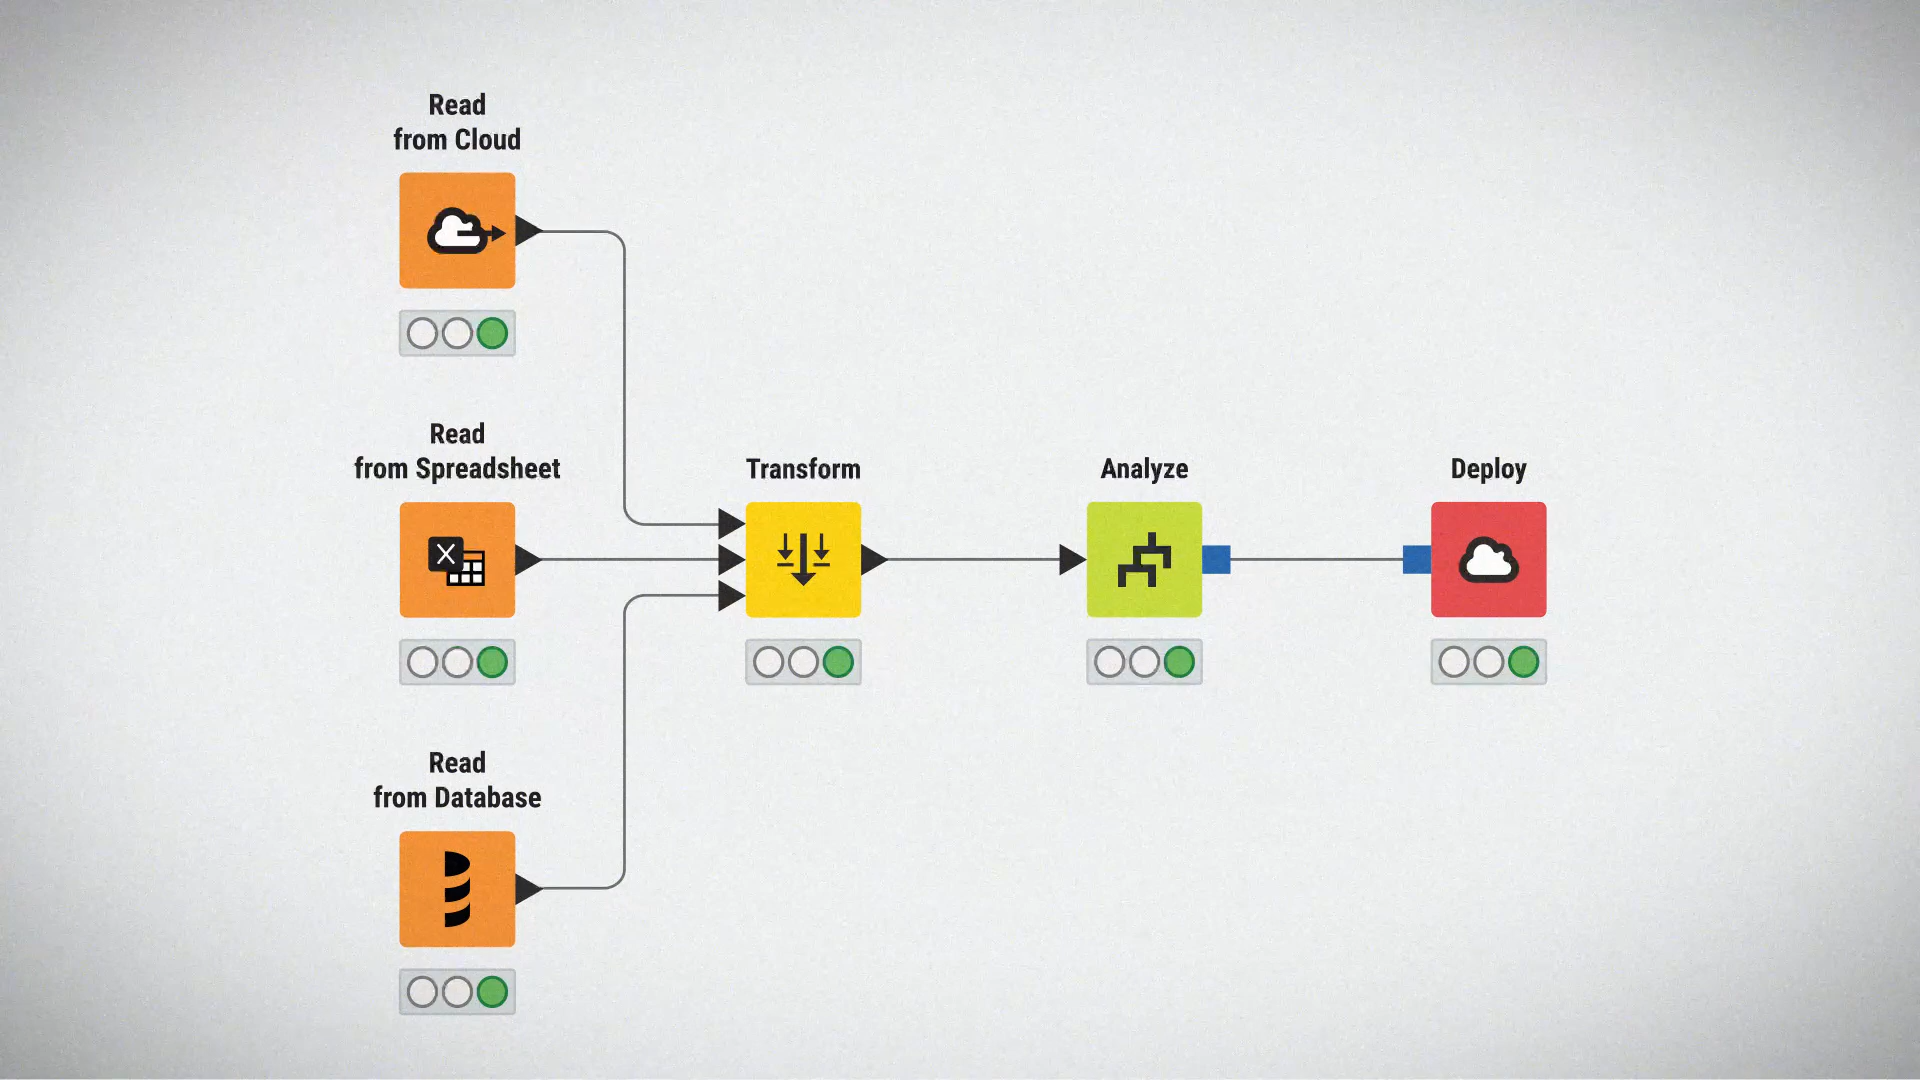 Read
from Cloud
Read
from Spreadsheet
X
Transform
Analyze
Deploy
Read
from Database